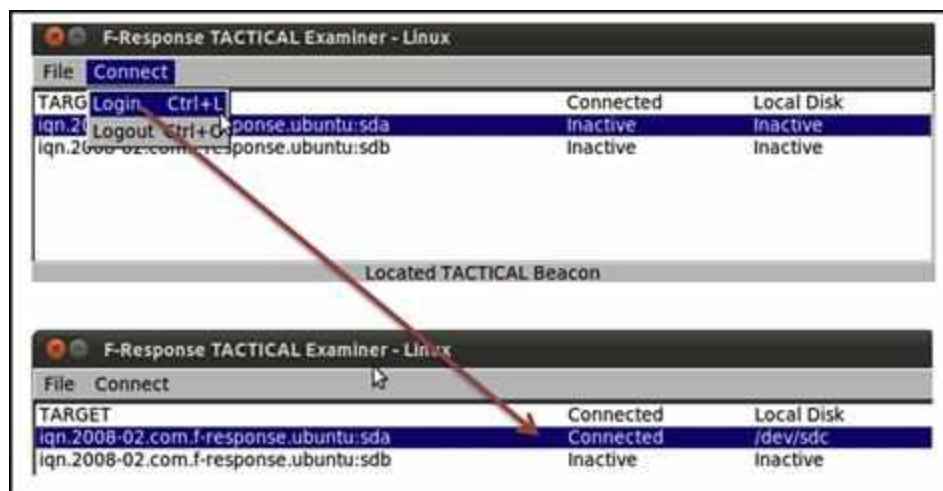 F-Response TACTICAL Examiner - Linux
File Connect
TARG Login Ctrl+L Connected Local Disk
iqn.20 ponse.ubuntu:sda Inactive Inactive
Logout
iqn.2008-02.com.f-response.ubuntu:sdb Inactive Inactive
Located TACTICAL Beacon
F-Response TACTICAL Examiner - Linux
File Connect
TARGET Connected Local Disk
iqn.2008-02.com.f-response.ubuntu:sda Connected /dev/sdc
iqn.2008-02.com.f-response.ubuntu:sdb Inactive Inactive